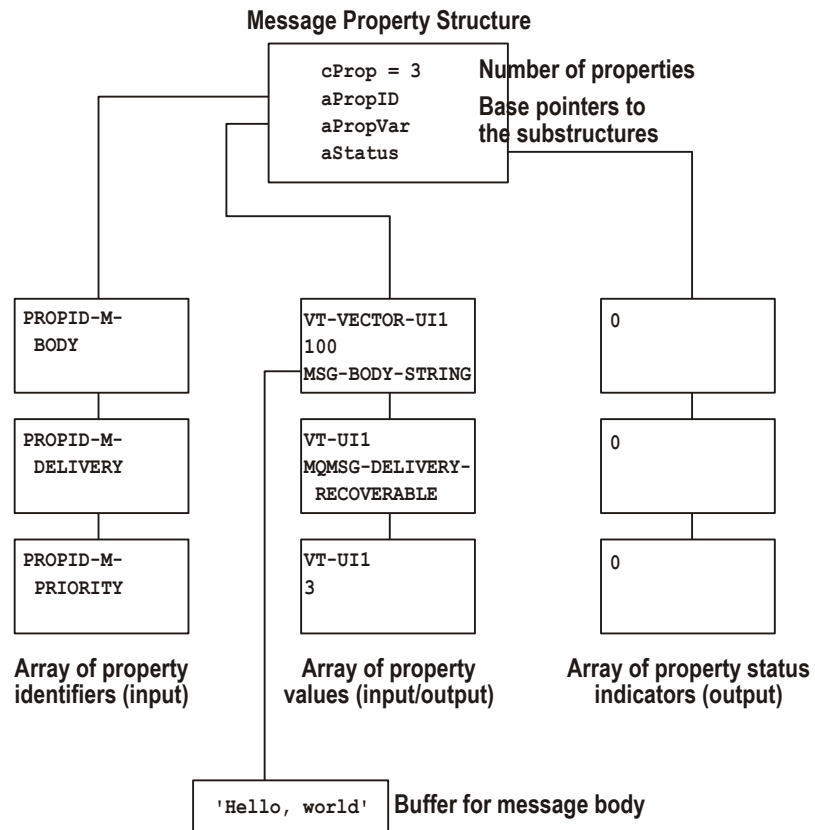 Message Property Structure
cProp = 3
Number of properties
aPropID
Base pointers to
aPropVar
the substructures
aStatus
PROPID-M-
BODY
VT-VECTOR-UI1
100
MSG-BODY-STRING
0
PROPID-M-
DELIVERY
VT-UI1
MQMSG-DELIVERY-
RECOVERABLE
0
PROPID-M-
PRIORITY
VT-UI1
3
0
Array of property
identifiers (input)
Array of property
values (input/output)
Array of property status
indicators (output)
'Hello, world'
Buffer for message body